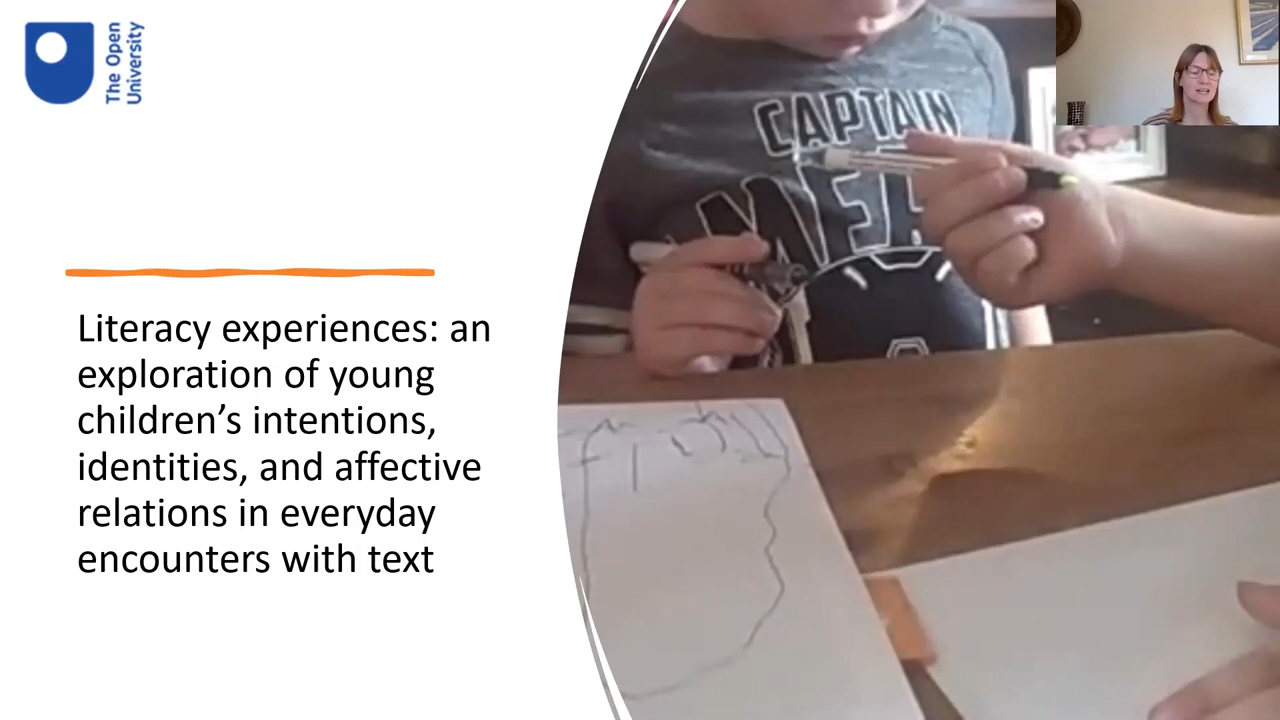 The Open
University
Literacy experiences: an
exploration of young
children's intentions,
identities, and affective
relations in everyday
encounters with text
CAPTAIN